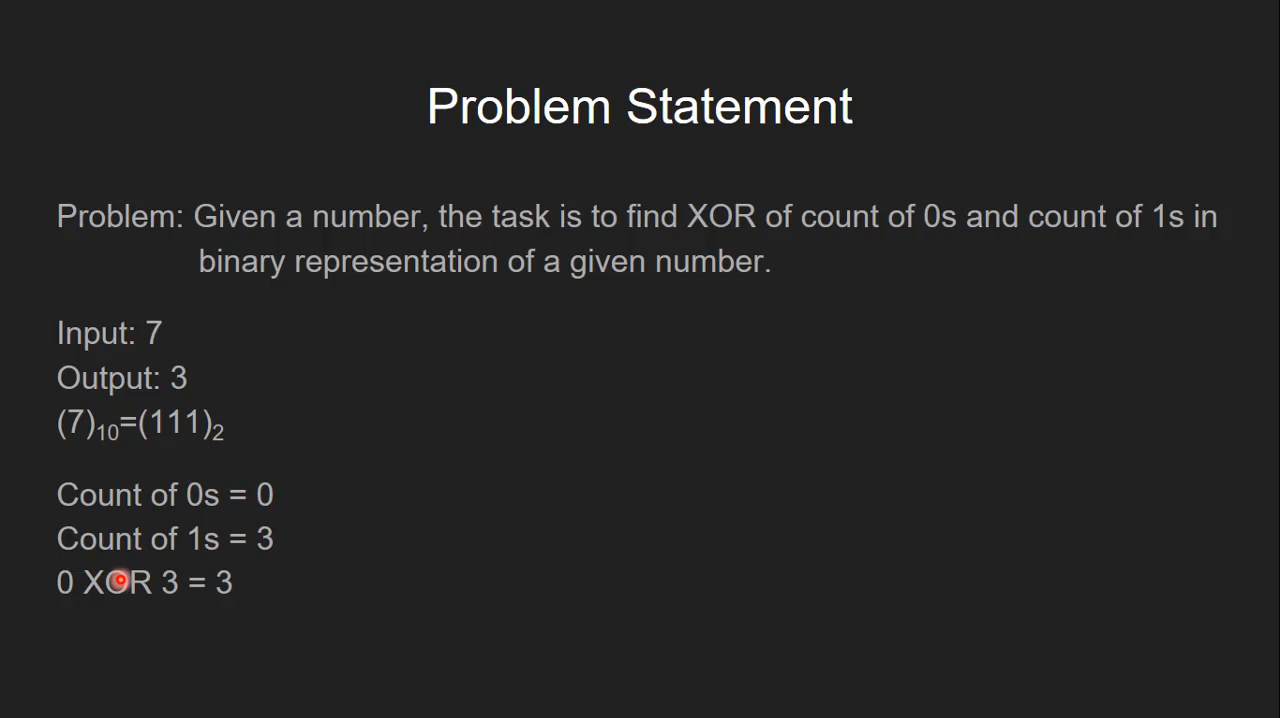 Problem Statement
Problem: Given a number, the task is to find XOR of count of 0s and count of 1s in
binary representation of a given number.
Input: 7
Output: 3
(7)₁₀=(111)₂
Count of 0s = 0
Count of 1s = 3
0 XOR 3 = 3